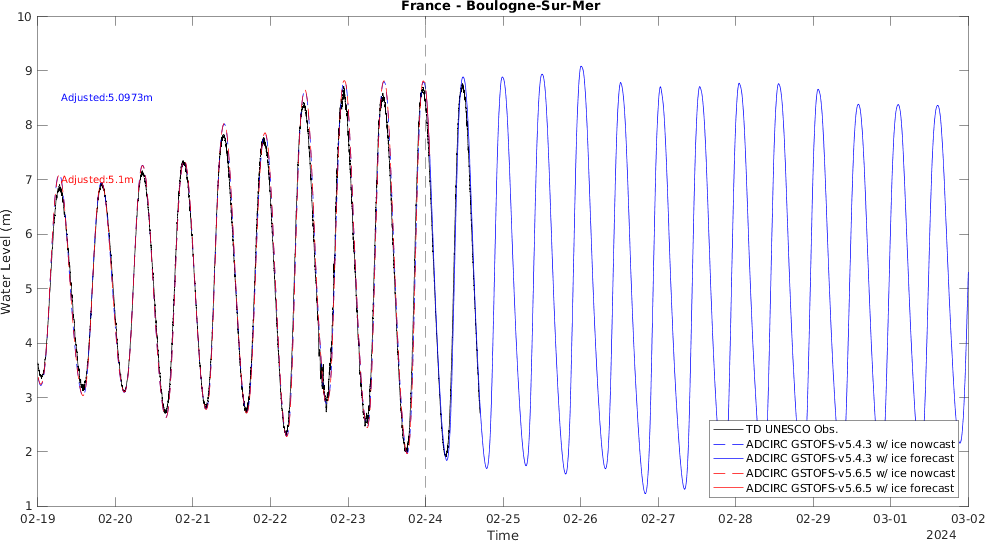 France - Boulogne-Sur-Mer
10
9
8
7
6
5
4
3
2
1
Water Level (m)
Adjusted:5.0973m
Adjusted:5.1m
TD UNESCO Obs.
ADCIRC GSTOFS-v5.4.3 w/ ice nowcast
ADCIRC GSTOFS-v5.4.3 w/ ice forecast
ADCIRC GSTOFS-v5.6.5 w/ ice nowcast
ADCIRC GSTOFS-v5.6.5 w/ ice forecast
02-19 02-20 02-21 02-22 02-23 02-24 02-25 02-26 02-27 02-28 02-29 03-01 03-02
Time
2024